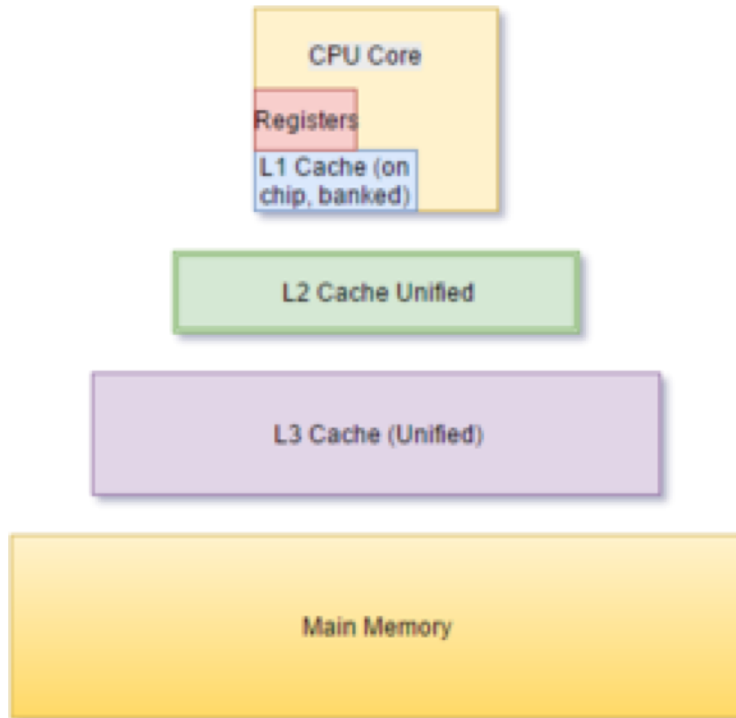 CPU Core
Registers
L1 Cache (on
chip, banked)
L2 Cache Unified
L3 Cache (Unified)
Main Memory